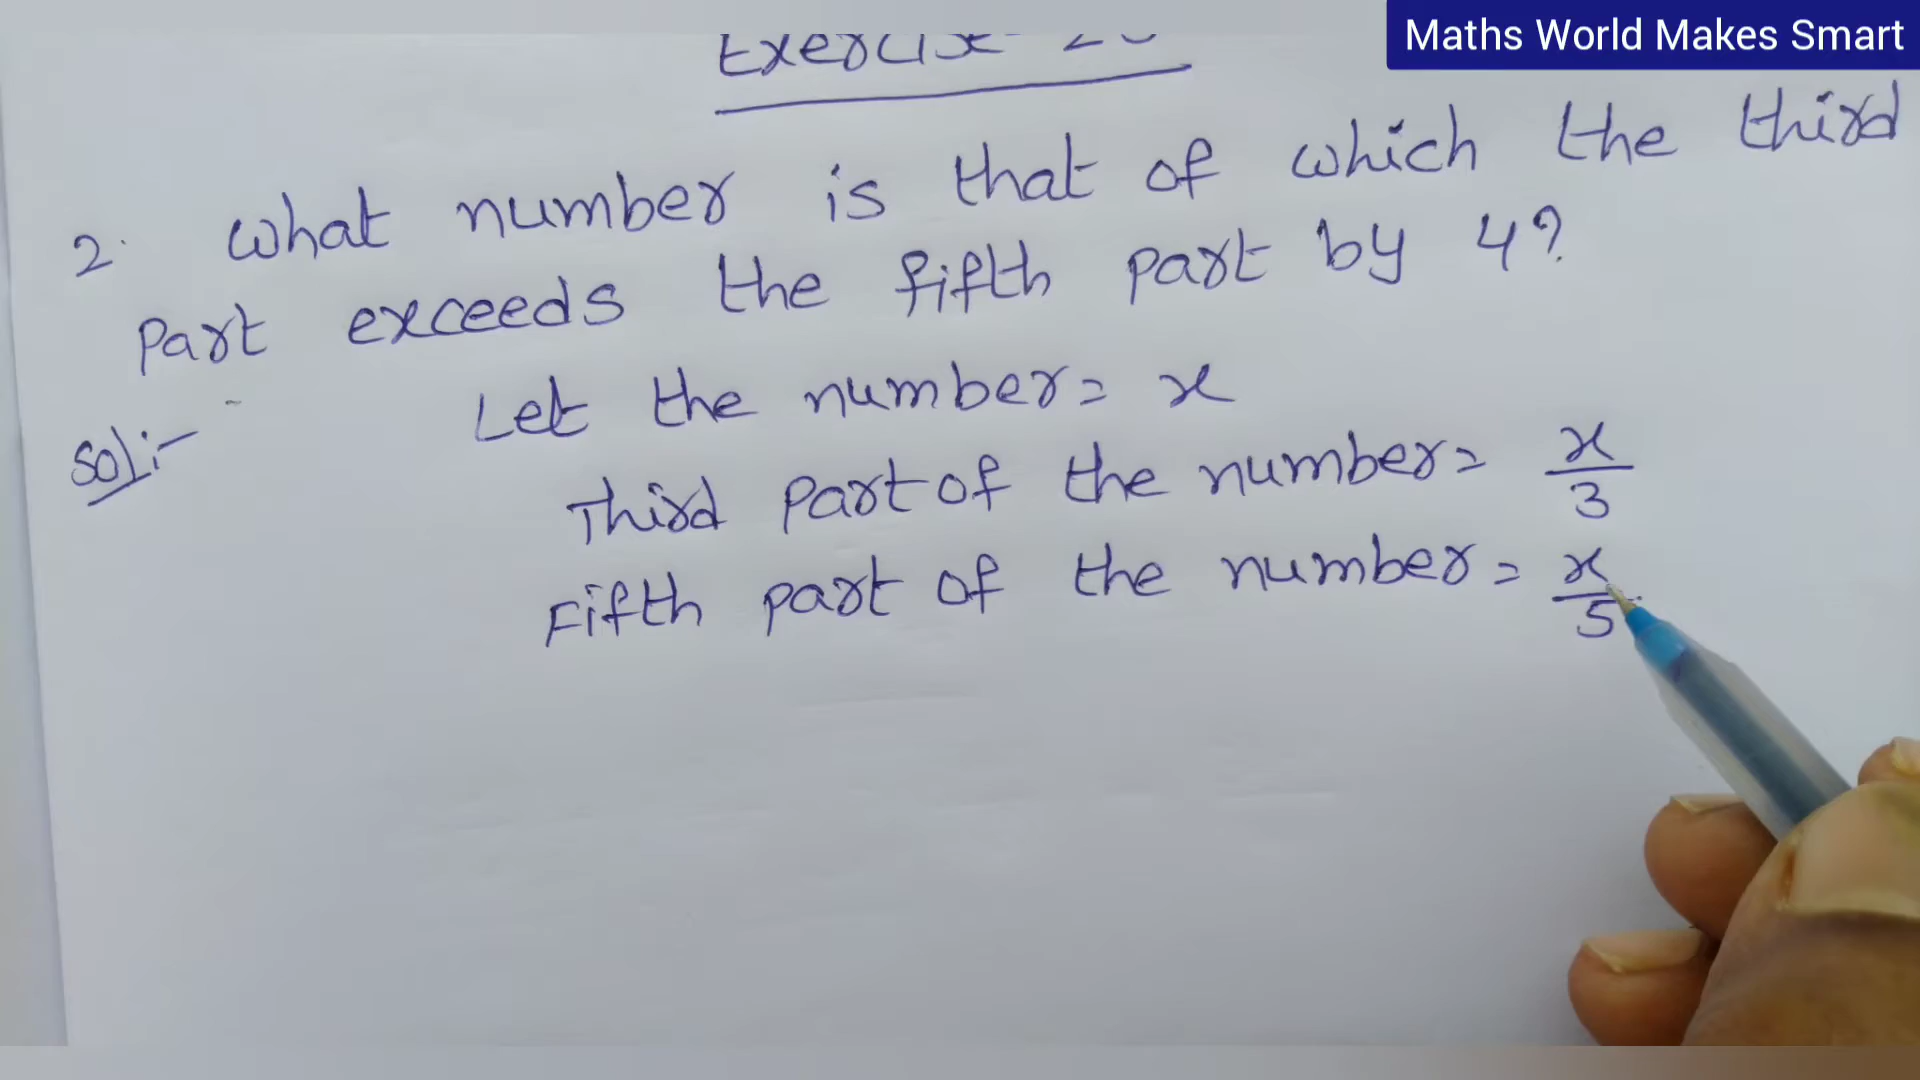 Maths World Makes Smart
Exercise
2. What number is that of which the third
Part exceeds the fifth part by 4?
Sol:- Let the number = x
Third part of the number = x/3
Fifth part of the number = x/5